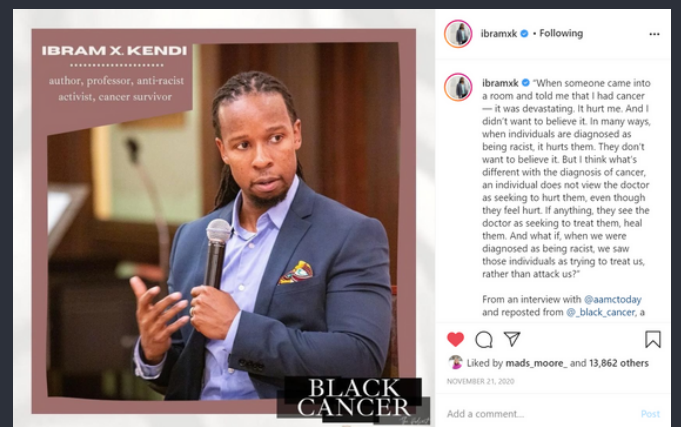 IBRAM X. KENDI
author, professor, anti-racist
activist, cancer survivor
BLACK
CANCER
ibramxk • Following
ibramxk "When someone came into
a room and told me that I had cancer
— it was devastating. It hurt me. And I
didn't want to believe it. In many ways,
when individuals are diagnosed as
being racist, it hurts them. They don't
want to believe it. But I think what's
different with the diagnosis of cancer,
an individual does not view the doctor
as seeking to hurt them, even though
they feel hurt. If anything, they see the
doctor as seeking to treat them, heal
them. And what if, when we were
diagnosed as being racist, we saw
those individuals as trying to treat us,
rather than attack us?"
From an interview with @aamctoday
and reposted from @_black_cancer, a
Liked by mads_moore_ and 13,862 others
NOVEMBER 21, 2020
Add a comment...
Post